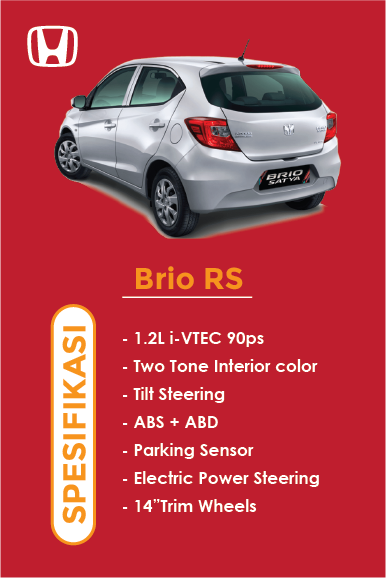 BRIO
SATYA
Brio RS
SPESIFIKASI
- 1.2L i-VTEC 90ps
- Two Tone Interior color
- Tilt Steering
- ABS + ABD
- Parking Sensor
- Electric Power Steering
- 14”Trim Wheels